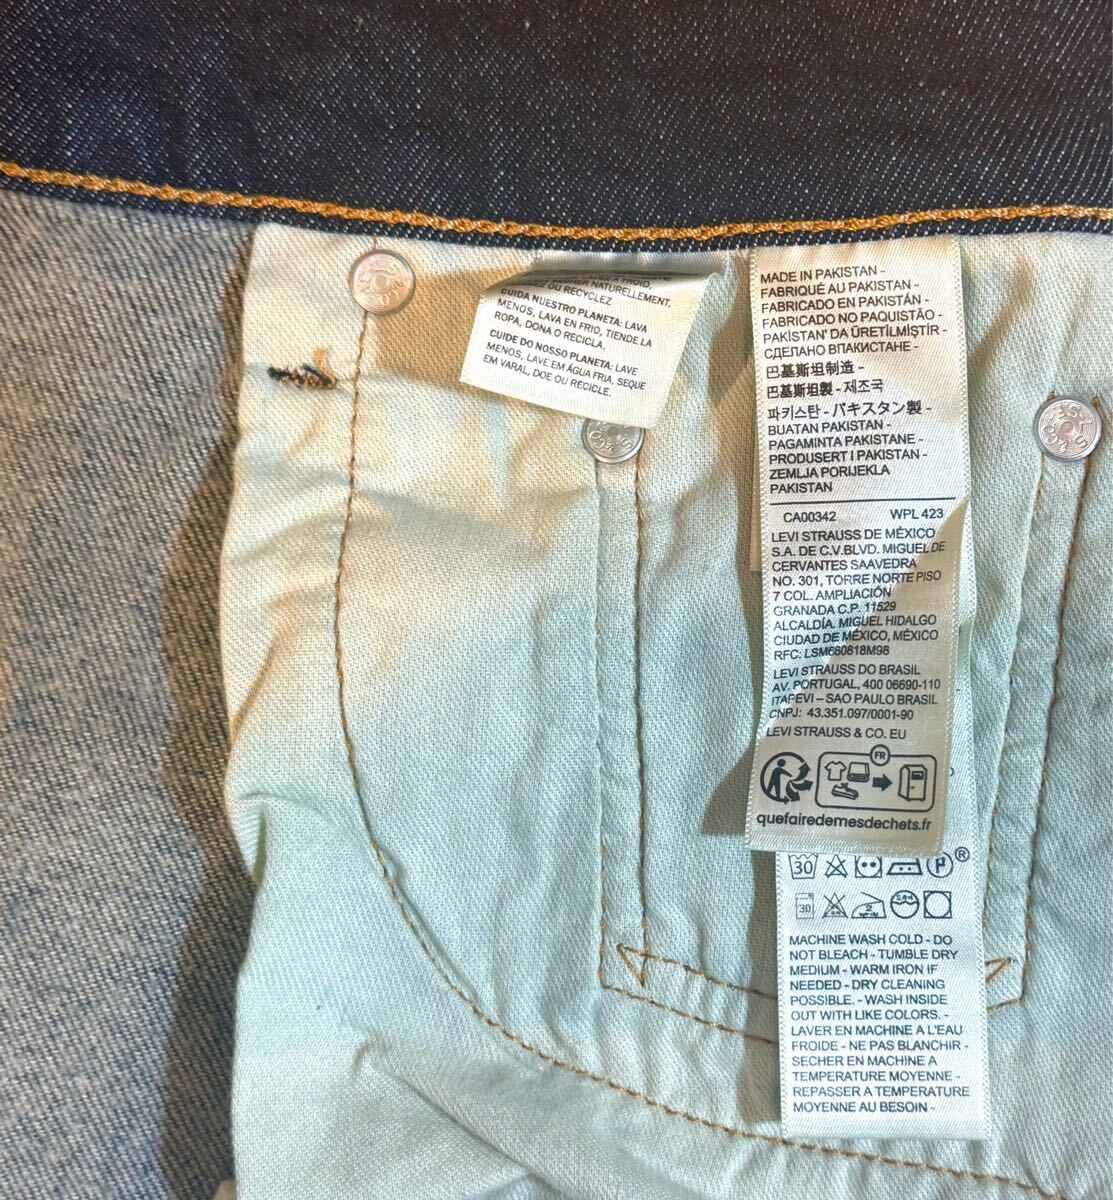 LAVE À FROID,
SÉCHER NATURELLEMENT,
OU RECYCLEZ
CUIDA NUESTRO PLANETA: LAVA
MENOS, LAVA EN FRIO, TIENDE LA
ROPA, DONA O RECICLA.
CUIDE DO NOSSO PLANETA: LAVE
MENOS, LAVE EM ÁGUA FRIA, SEQUE
EM VARAL, DOE OU RECICLE.
MADE IN PAKISTAN -
FABRIQUÉ AU PAKISTAN -
FABRICADO EN PAKISTÁN -
FABRICADO NO PAQUISTÃO -
PAKİSTAN' DA ÜRETİLMİŞTİR -
СДЕЛАНО ВПАКИСТАНЕ -
巴基斯坦制造 -
巴基斯坦製 - 제조국
파키스탄 - パキスタン製 -
BUATAN PAKISTAN -
PAGAMINTA PAKISTANE -
PRODUSERT I PAKISTAN -
ZEMLJA PORIJEKLA
PAKISTAN
CA00342 WPL 423
LEVI STRAUSS DE MÉXICO
S.A. DE C.V.BLVD. MIGUEL DE
CERVANTES SAAVEDRA
NO. 301, TORRE NORTE PISO
7 COL. AMPLIACIÓN
GRANADA C.P. 11529
ALCALDÍA. MIGUEL HIDALGO
CIUDAD DE MÉXICO, MÉXICO
RFC: LSM660818M98
LEVI STRAUSS DO BRASIL
AV. PORTUGAL, 400 06690-110
ITAPEVI – SAO PAULO BRASIL
CNPJ: 43.351.097/0001-90
LEVI STRAUSS & CO. EU
FR
quefairedemesdechets.fr
30 P ®
30
MACHINE WASH COLD - DO
NOT BLEACH - TUMBLE DRY
MEDIUM - WARM IRON IF
NEEDED - DRY CLEANING
POSSIBLE. - WASH INSIDE
OUT WITH LIKE COLORS. -
LAVER EN MACHINE A L'EAU
FROIDE - NE PAS BLANCHIR -
SECHER EN MACHINE A
TEMPERATURE MOYENNE -
REPASSER A TEMPERATURE
MOYENNE AU BESOIN -